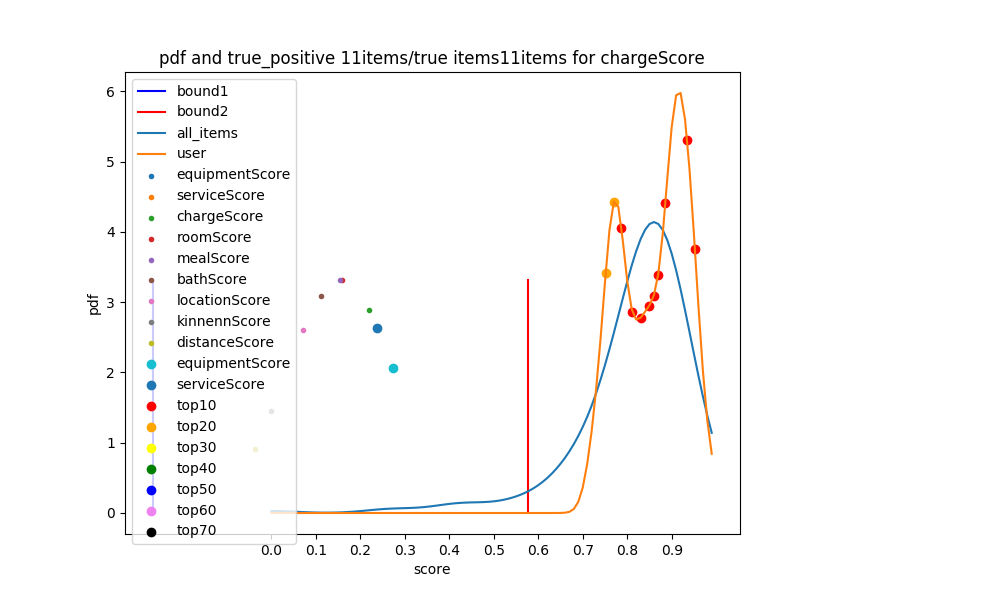 pdf and true_positive 11items/true items11items for chargeScore
bound1
bound2
all_items
user
equipmentScore
serviceScore
chargeScore
roomScore
mealScore
bathScore
locationScore
kinnennScore
distanceScore
equipmentScore
serviceScore
top10
top20
top30
top40
top50
top60
top70
6
5
4
3
2
1
0
pdf
0.0 0.1 0.2 0.3 0.4 0.5 0.6 0.7 0.8 0.9
score